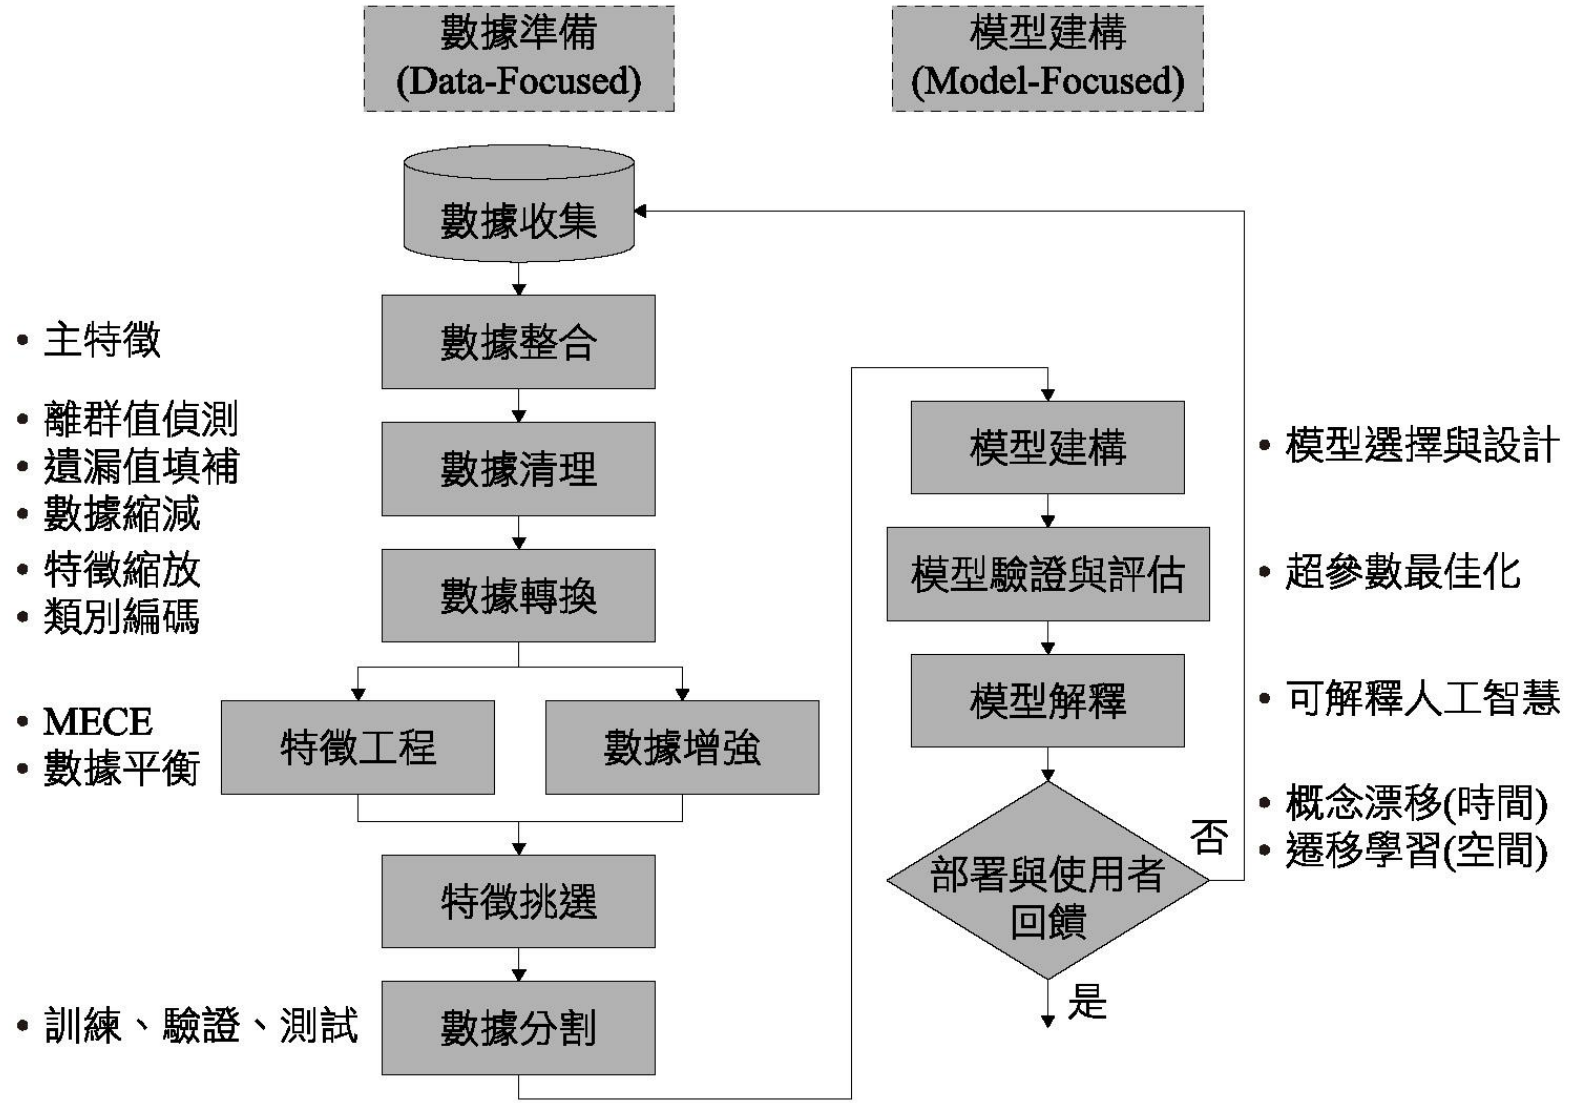 數據準備
(Data-Focused)
模型建構
(Model-Focused)
數據收集
數據整合
• 主特徵
數據清理
• 離群值偵測
• 遺漏值填補
• 數據縮減
數據轉換
• 特徵縮放
• 類別編碼
特徵工程
數據增強
• MECE
• 數據平衡
特徵挑選
數據分割
• 訓練、驗證、測試
模型建構
• 模型選擇與設計
模型驗證與評估
• 超參數最佳化
模型解釋
• 可解釋人工智慧
部署與使用者
回饋
否
是
• 概念漂移(時間)
• 遷移學習(空間)